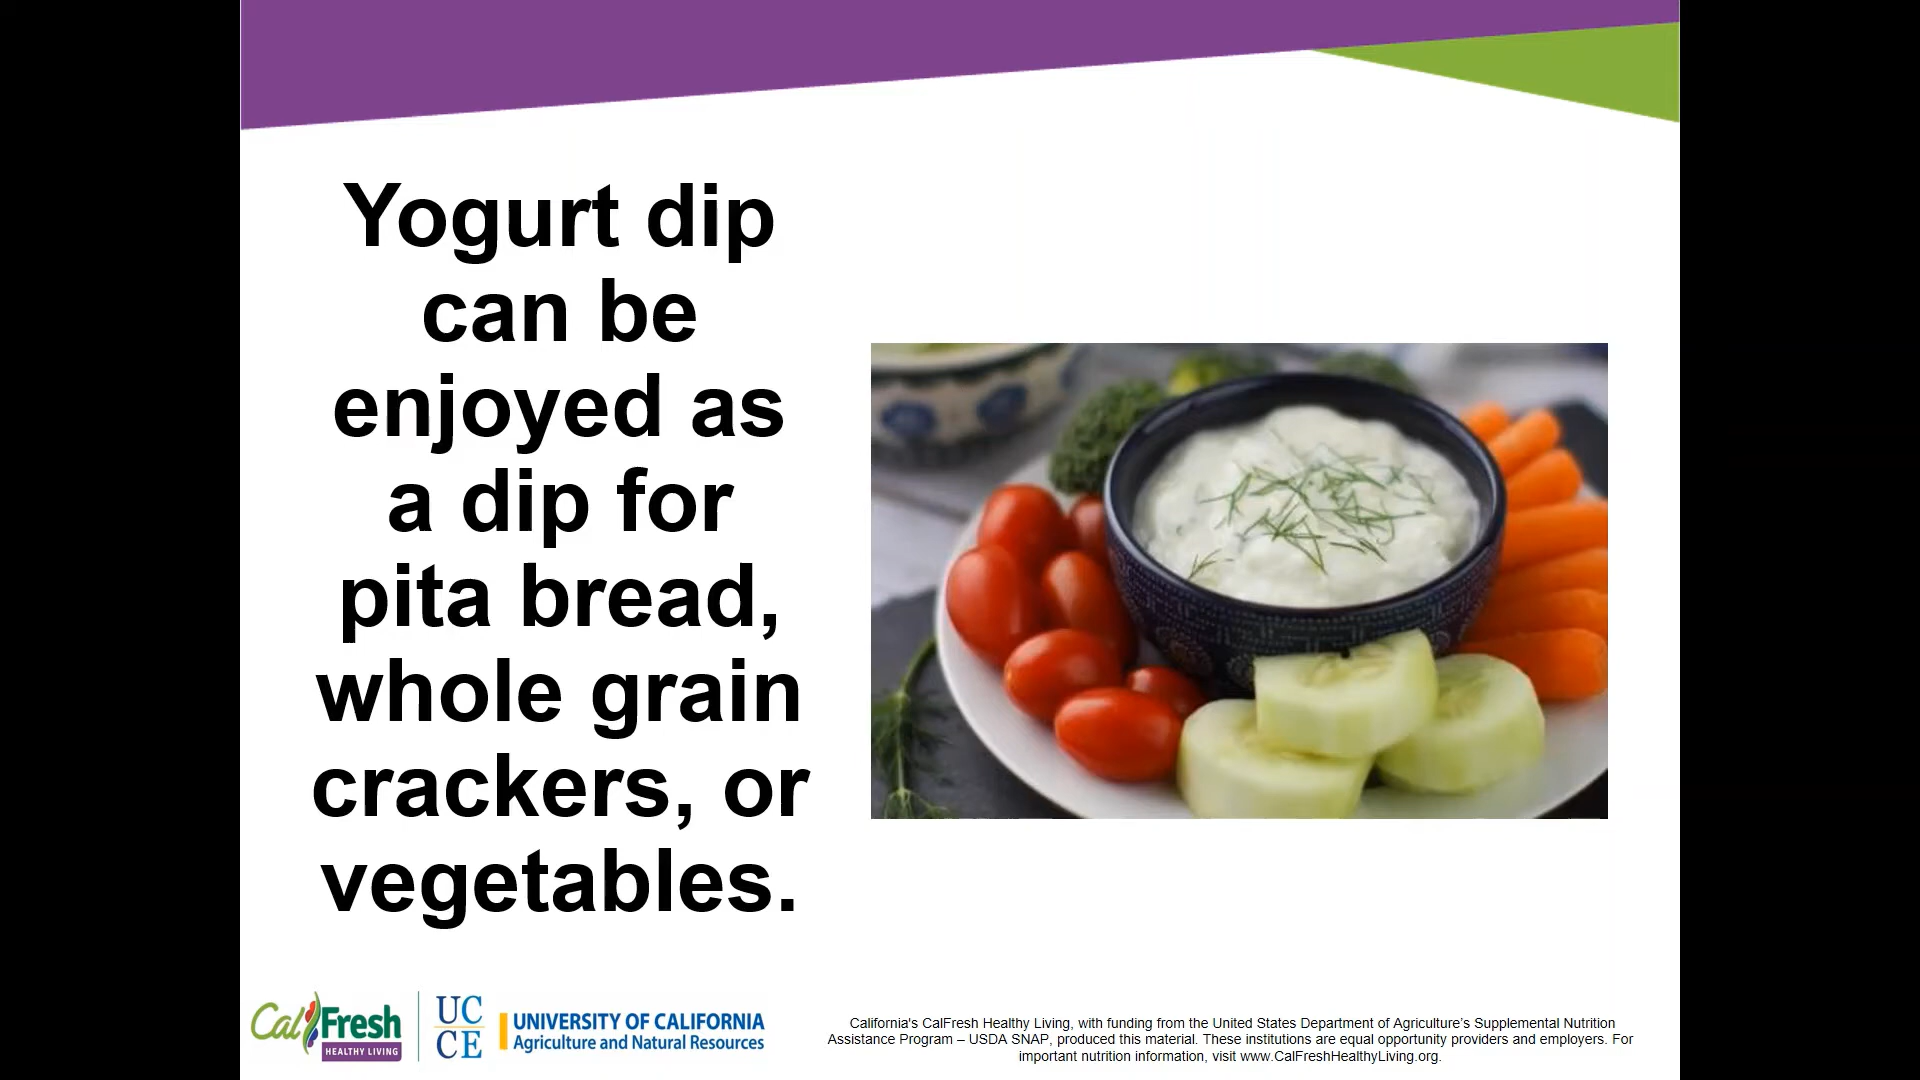 Yogurt dip
can be
enjoyed as
a dip for
pita bread,
whole grain
crackers, or
vegetables.
CalFresh
HEALTHY LIVING
UC
CE
UNIVERSITY OF CALIFORNIA
Agriculture and Natural Resources
California's CalFresh Healthy Living, with funding from the United States Department of Agriculture’s Supplemental Nutrition
Assistance Program – USDA SNAP, produced this material. These institutions are equal opportunity providers and employers. For
important nutrition information, visit www.CalFreshHealthyLiving.org.